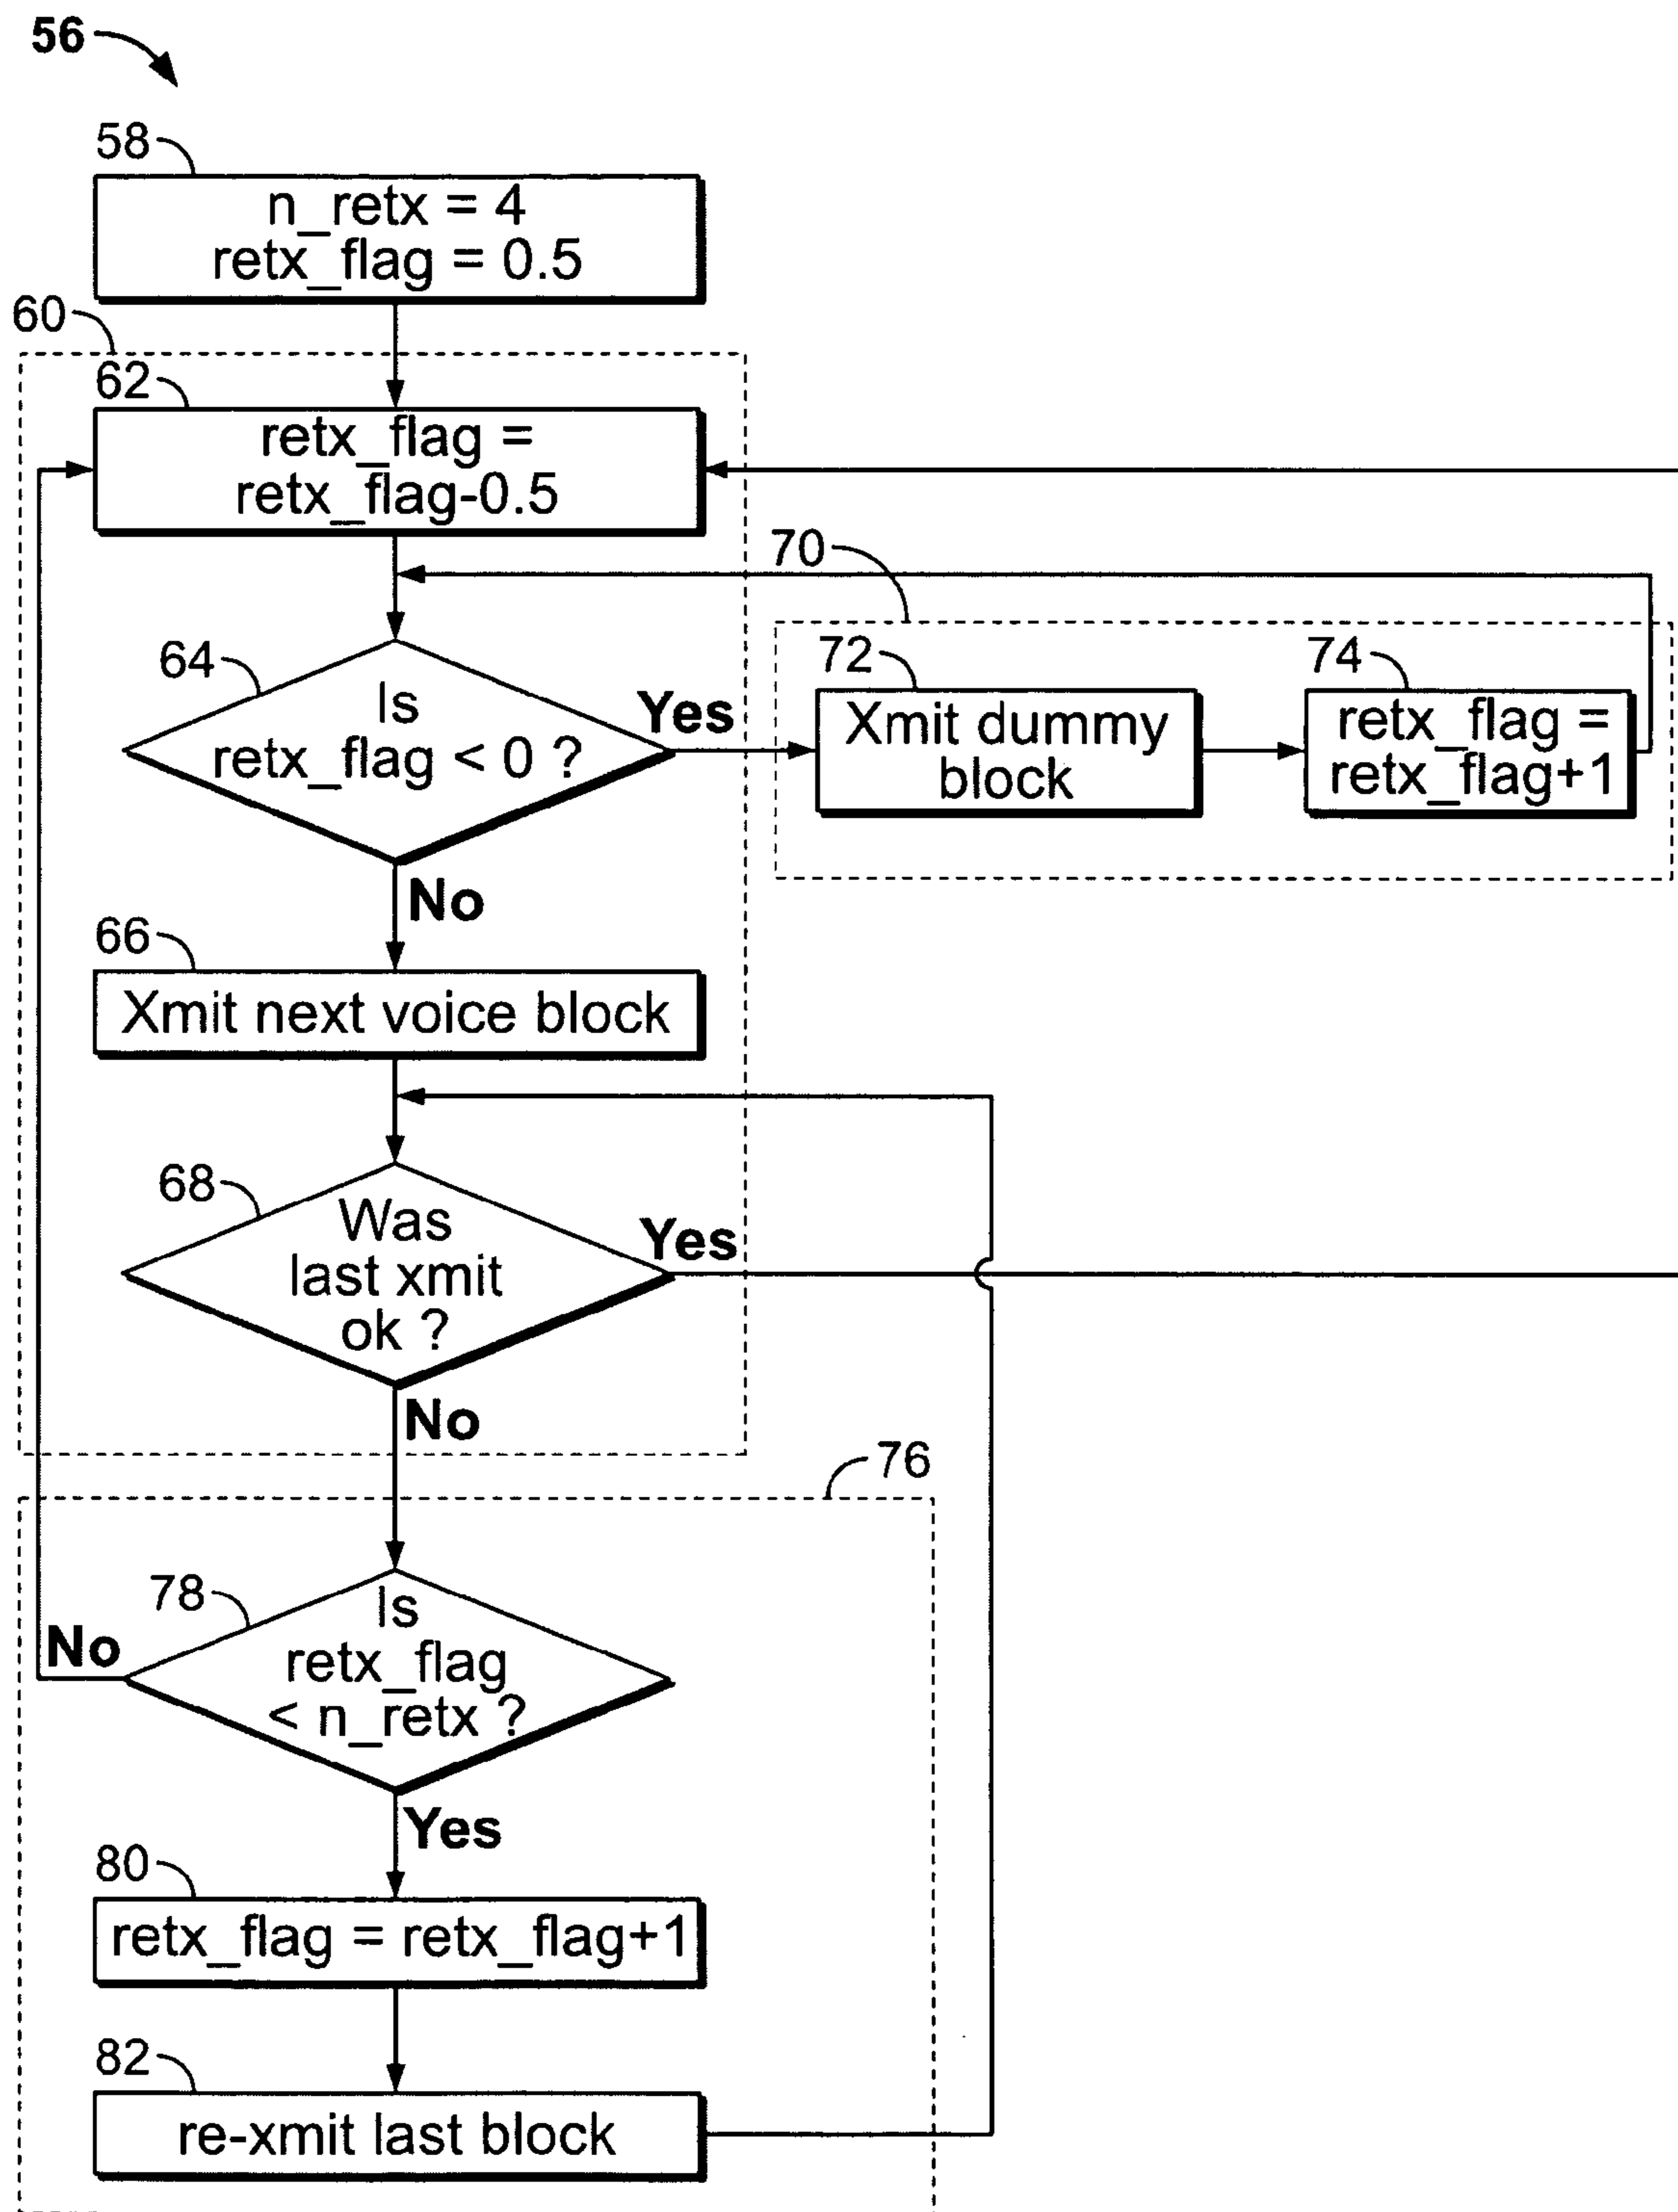 56
58
n_retx = 4
retx_flag = 0.5
60
62
retx_flag =
retx_flag-0.5
70
64
Is
retx_flag < 0 ?
Yes
72
Xmit dummy
block
74
retx_flag =
retx_flag+1
No
66
Xmit next voice block
68
Was
last xmit
ok ?
Yes
No
76
78
Is
retx_flag
< n_retx ?
No
Yes
80
retx_flag = retx_flag+1
82
re-xmit last block